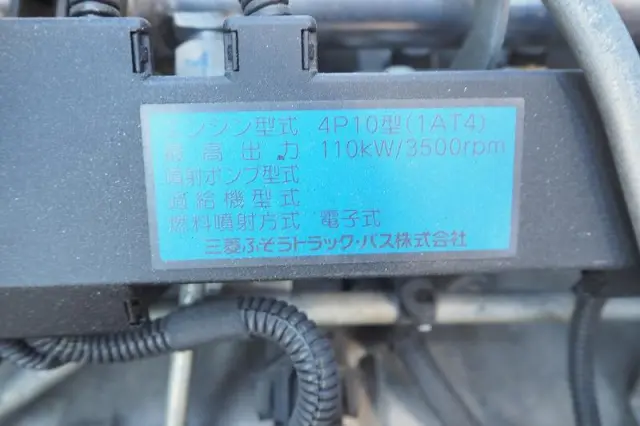 エンジン型式 4P10型(1AT4)
最高出力 110kW/3500rpm
噴射ポンプ型式
過給機型式
燃料噴射方式 電子式
三菱ふそうトラック・バス株式会社